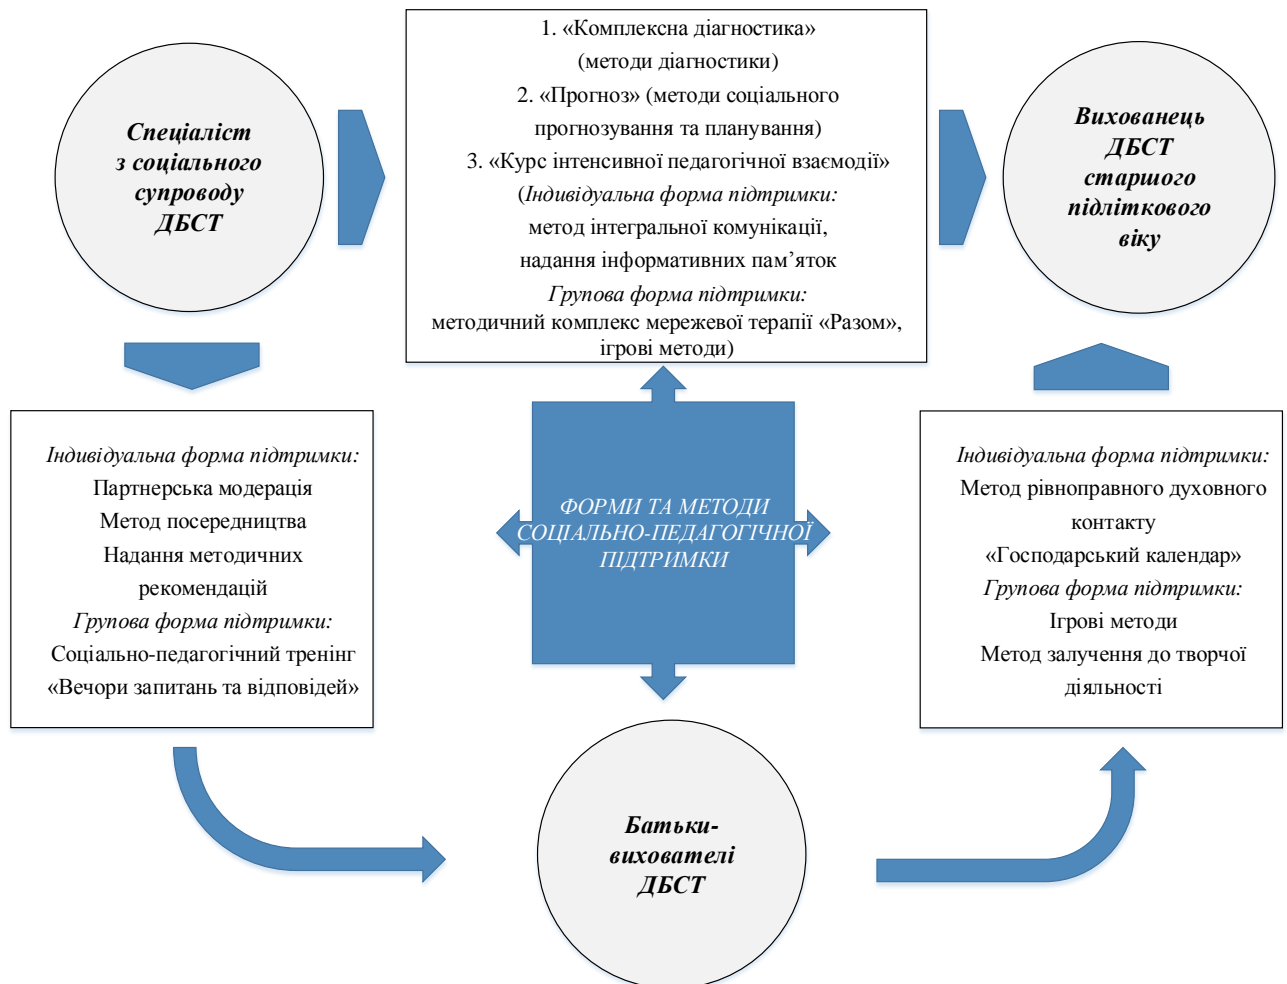 Спеціаліст
з соціального
супроводу
ДБСТ
1. «Комплексна діагностика»
(методи діагностики)
2. «Прогноз» (методи соціального
прогнозування та планування)
3. «Курс інтенсивної педагогічної взаємодії»
(Індивідуальна форма підтримки:
метод інтегральної комунікації,
надання інформативних пам’яток
Групова форма підтримки:
методичний комплекс мережевої терапії «Разом»,
ігрові методи)
Вихованець
ДБСТ
старшого
підліткового
віку
Індивідуальна форма підтримки:
Партнерська модерація
Метод посередництва
Надання методичних
рекомендацій
Групова форма підтримки:
Соціально-педагогічний тренінг
«Вечори запитань та відповідей»
ФОРМИ ТА МЕТОДИ
СОЦІАЛЬНО-ПЕДАГОГІЧНОЇ
ПІДТРИМКИ
Індивідуальна форма підтримки:
Метод рівноправного духовного
контакту
«Господарський календар»
Групова форма підтримки:
Ігрові методи
Метод залучення до творчої
діяльності
Батьки-
вихователі
ДБСТ